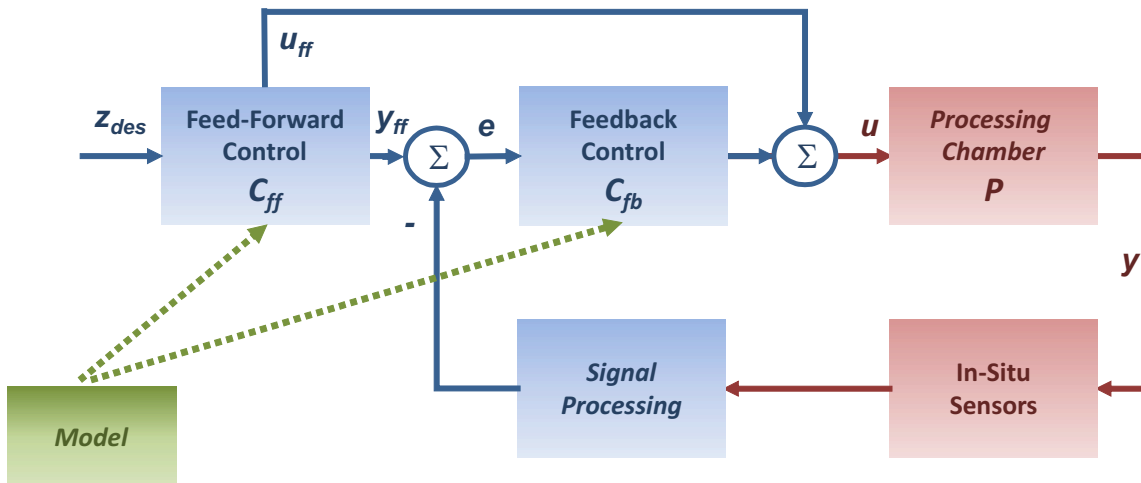 u_ff
z_des
Feed-Forward
Control
C_ff
y_ff
Σ
-
e
Feedback
Control
C_fb
Σ
u
Processing
Chamber
P
y
Signal
Processing
In-Situ
Sensors
Model